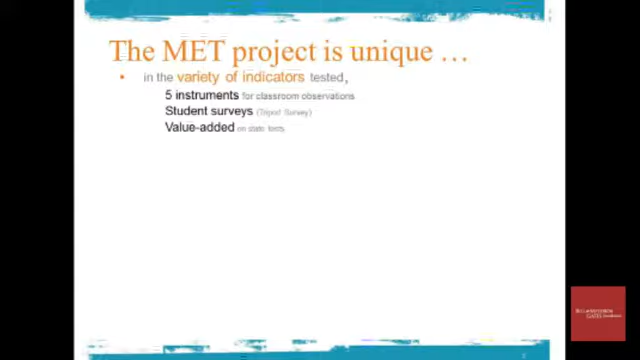 The MET project is unique …
• in the variety of indicators tested,
5 instruments for classroom observations
Student surveys (Tripod Survey)
Value-added on state tests
BILL & MELINDA
GATES foundation